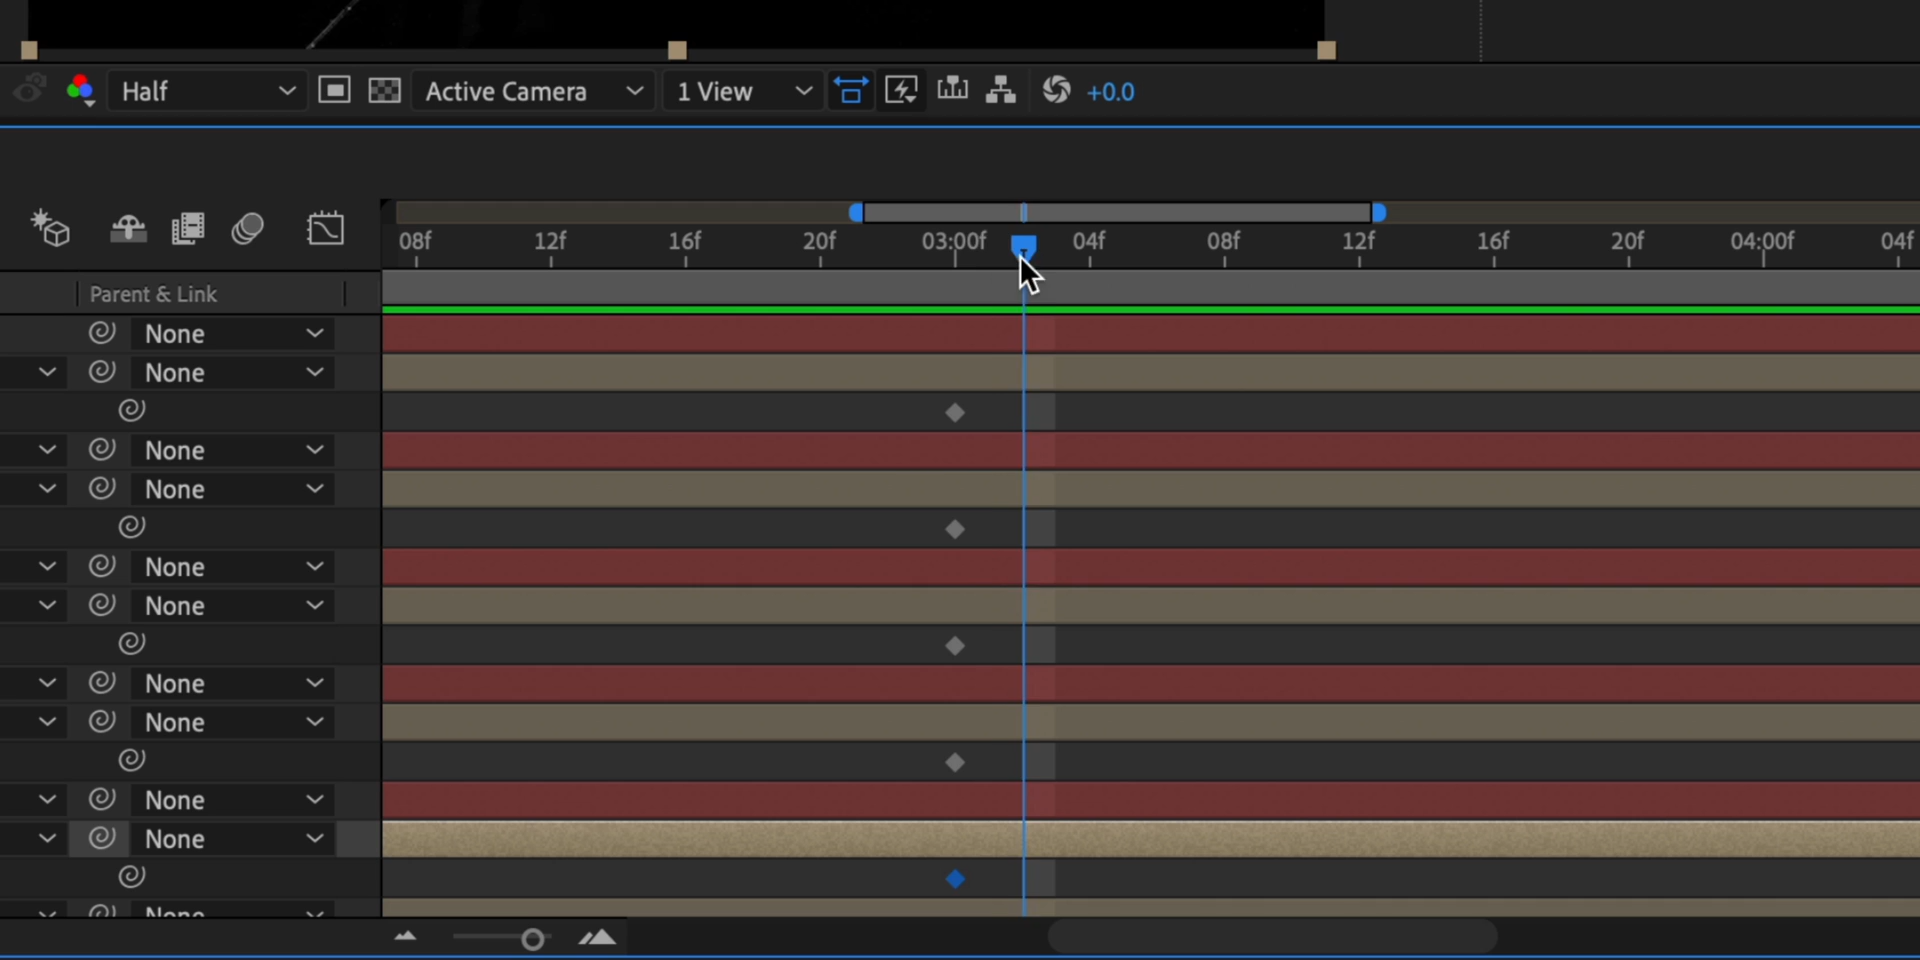 Half
Active Camera
1 View
+0.0
08f 12f 16f 20f 03:00f 04f 08f 12f 16f 20f 04:00f 04f
Parent & Link
None
None
None
None
None
None
None
None
None
None
None